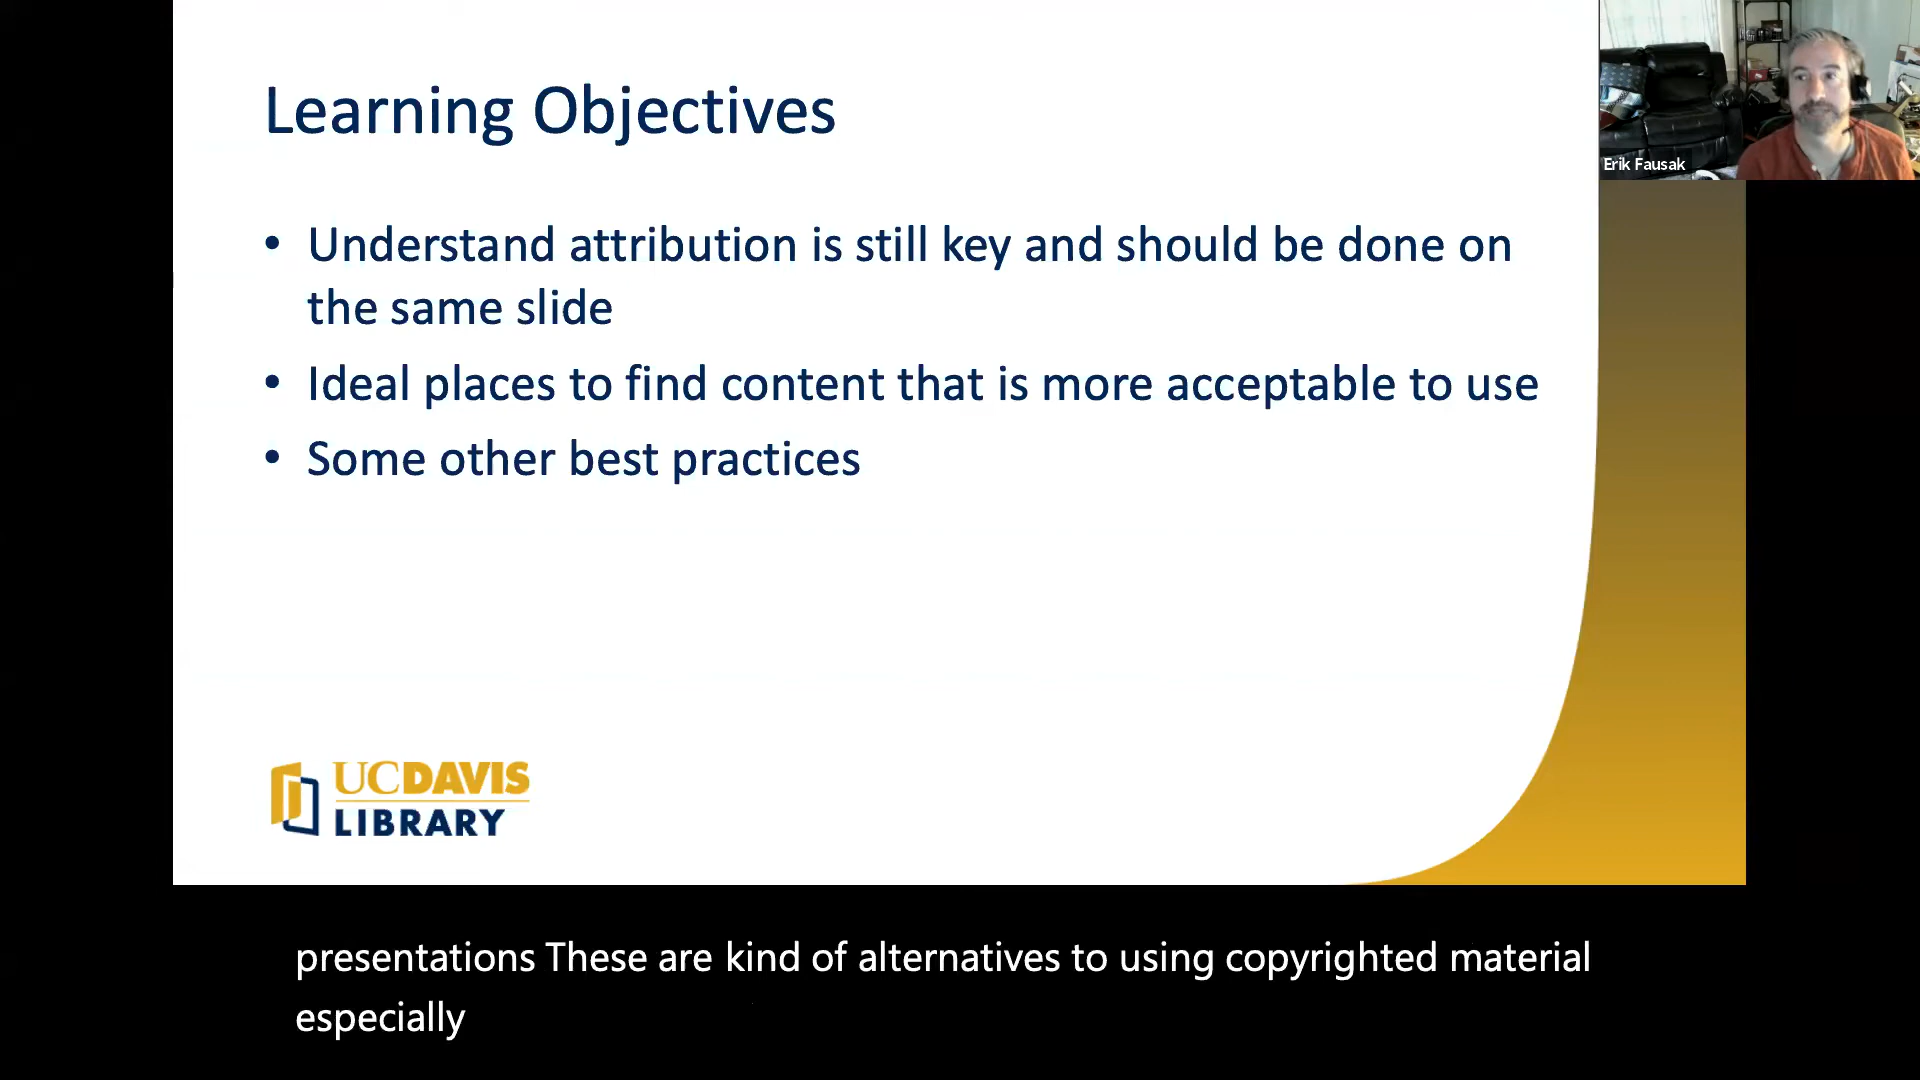 Learning Objectives
Erik Fausak
• Understand attribution is still key and should be done on
the same slide
• Ideal places to find content that is more acceptable to use
• Some other best practices
UCDAVIS
LIBRARY
presentations These are kind of alternatives to using copyrighted material
especially